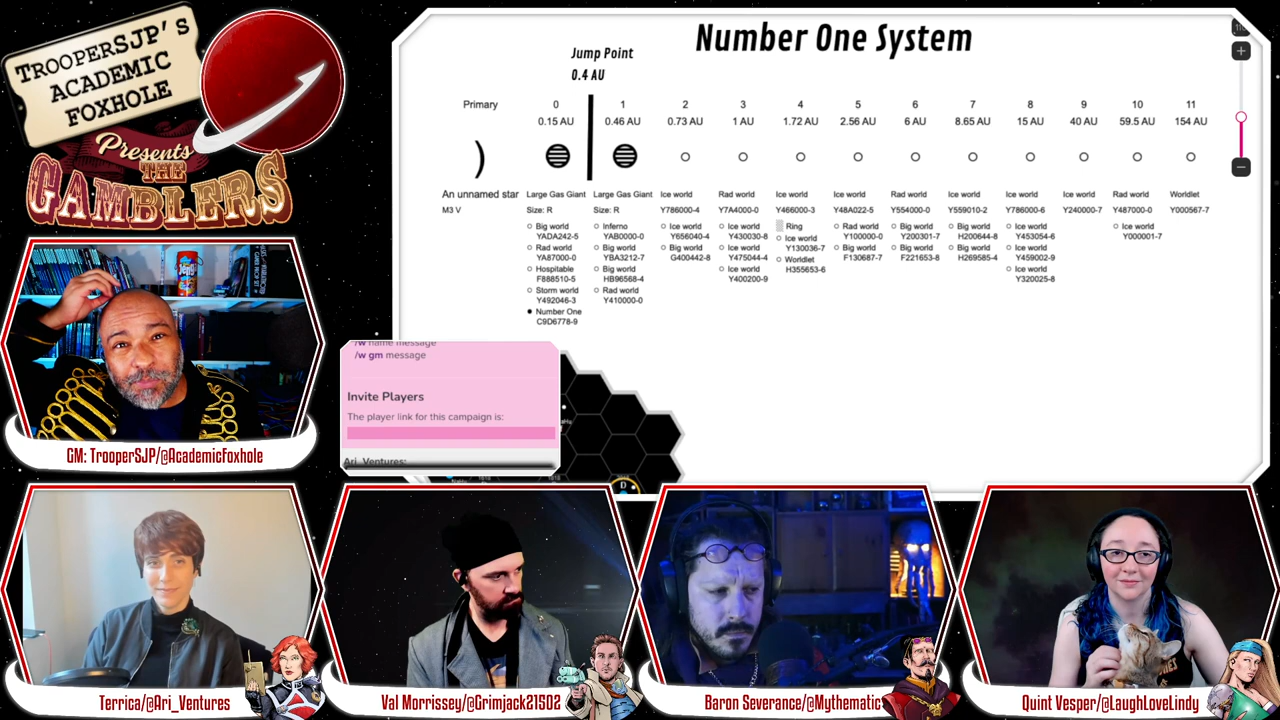 TROOPERSJP'S
ACADEMIC
FOXHOLE
Presents
THE
GAMBLERS
Number One System
Jump Point
0.4 AU
Primary 0 1 2 3 4 5 6 7 8 9 10 11
0.15 AU 0.46 AU 0.73 AU 1 AU 1.72 AU 2.56 AU 6 AU 8.65 AU 15 AU 40 AU 59.5 AU 154 AU
An unnamed star Large Gas Giant Large Gas Giant Ice world Rad world Ice world Ice world Rad world Ice world Ice world Ice world Rad world Worldlet
M3 V Size: R Size: R Y786000-4 Y7A4000-0 Y466000-3 Y48A022-5 Y554000-0 Y559010-2 Y786000-6 Y240000-7 Y487000-0 Y000567-7
Big world Inferno Ice world Ice world Ring Rad world Big world Big world Ice world Ice world
YADA242-5 YAB0000-0 Y656040-4 Y430030-8 Ice world Y100000-0 Y200301-7 H200644-8 Y453054-6 Y000001-7
Rad world Big world Big world Ice world Y130036-7 Big world Big world Big world Ice world
YA87000-0 YBA3212-7 G400442-8 Y475044-4 Worldlet F130687-7 F221653-8 H269585-4 Y459002-9
Hospitable Big world Ice world H355653-6 Ice world
F888510-5 HB96568-4 Y400200-9 Y320025-8
Storm world Rad world
Y492046-3 Y410000-0
Number One
C9D6778-9
/w name message
/w gm message
Invite Players
The player link for this campaign is:
Ari_Ventures:
D
GM: TrooperSJP/@AcademicFoxhole
Terrica/@Ari_Ventures
Val Morrissey/@Grimjack21502
Baron Severance/@Mythematic
Quint Vesper/@LaughLoveLindy